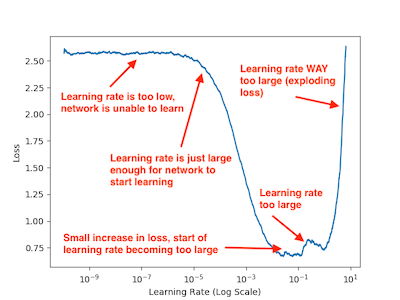 2.50
2.25
2.00
1.75
1.50
1.25
1.00
0.75
Loss
Learning rate is too low,
network is unable to learn
Learning rate WAY
too large (exploding
loss)
Learning rate is just large
enough for network to
start learning
Learning rate
too large
Small increase in loss, start of
learning rate becoming too large
10⁻⁹ 10⁻⁷ 10⁻⁵ 10⁻³ 10⁻¹ 10¹
Learning Rate (Log Scale)